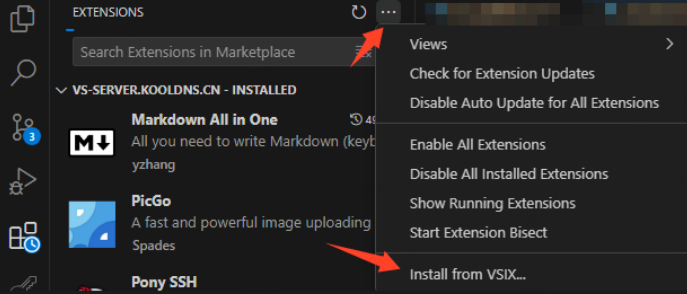 EXTENSIONS
Search Extensions in Marketplace
VS-SERVER.KOOLDNS.CN - INSTALLED
Markdown All in One
49
All you need to write Markdown (keyb
yzhang
PicGo
A fast and powerful image uploading
Spades
Pony SSH
3
Views
Check for Extension Updates
Disable Auto Update for All Extensions
Enable All Extensions
Disable All Installed Extensions
Show Running Extensions
Start Extension Bisect
Install from VSIX...